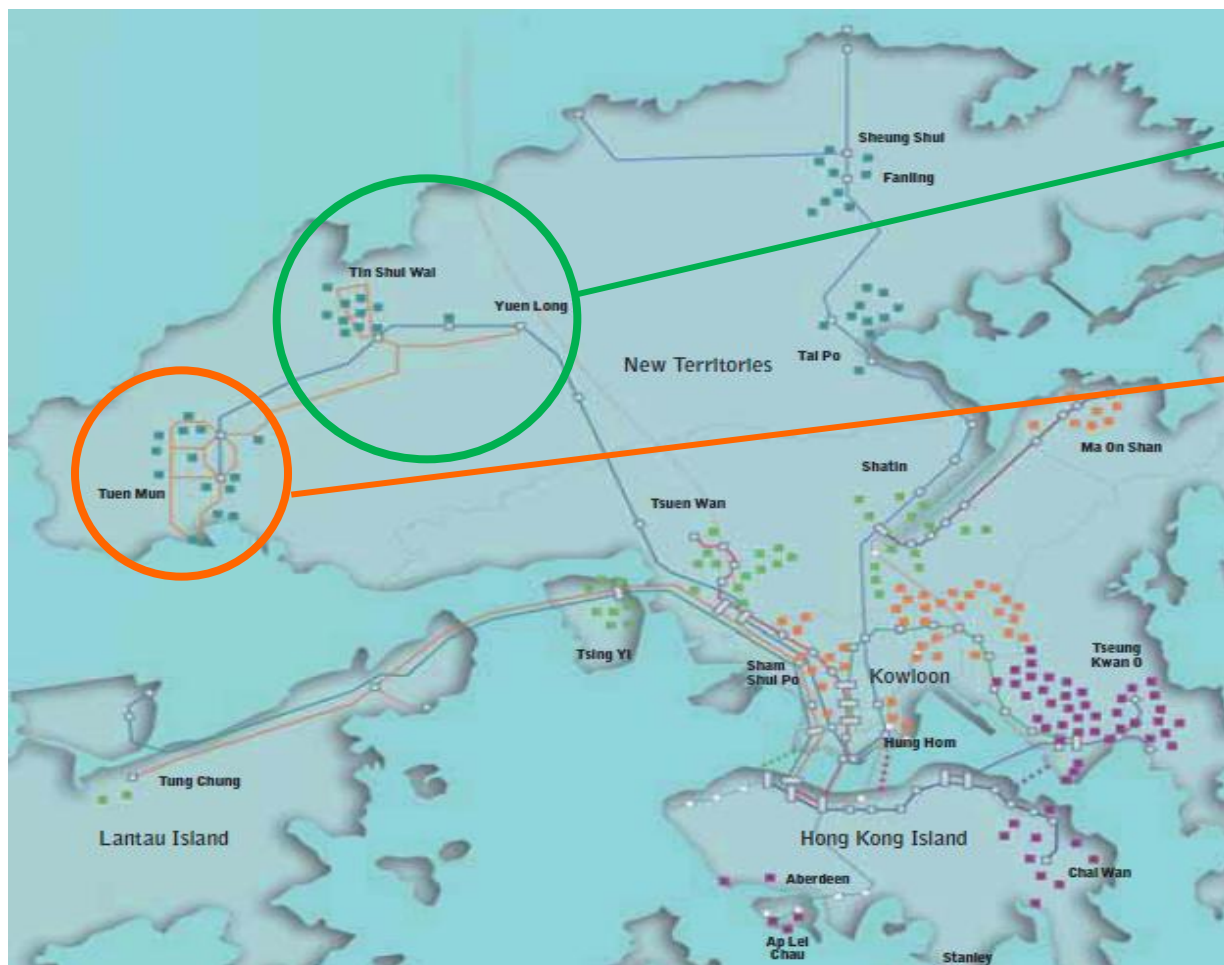 Sheung Shui
Fanling
Tin Shui Wai
Yuen Long
New Territories
Tai Po
Ma On Shan
Shatin
Tuen Mun
Tsuen Wan
Tsing Yi
Sham
Shui Po
Kowloon
Tseung
Kwan O
Hung Hom
Tung Chung
Lantau Island
Hong Kong Island
Aberdeen
Chai Wan
Ap Lei
Chau
Stanley